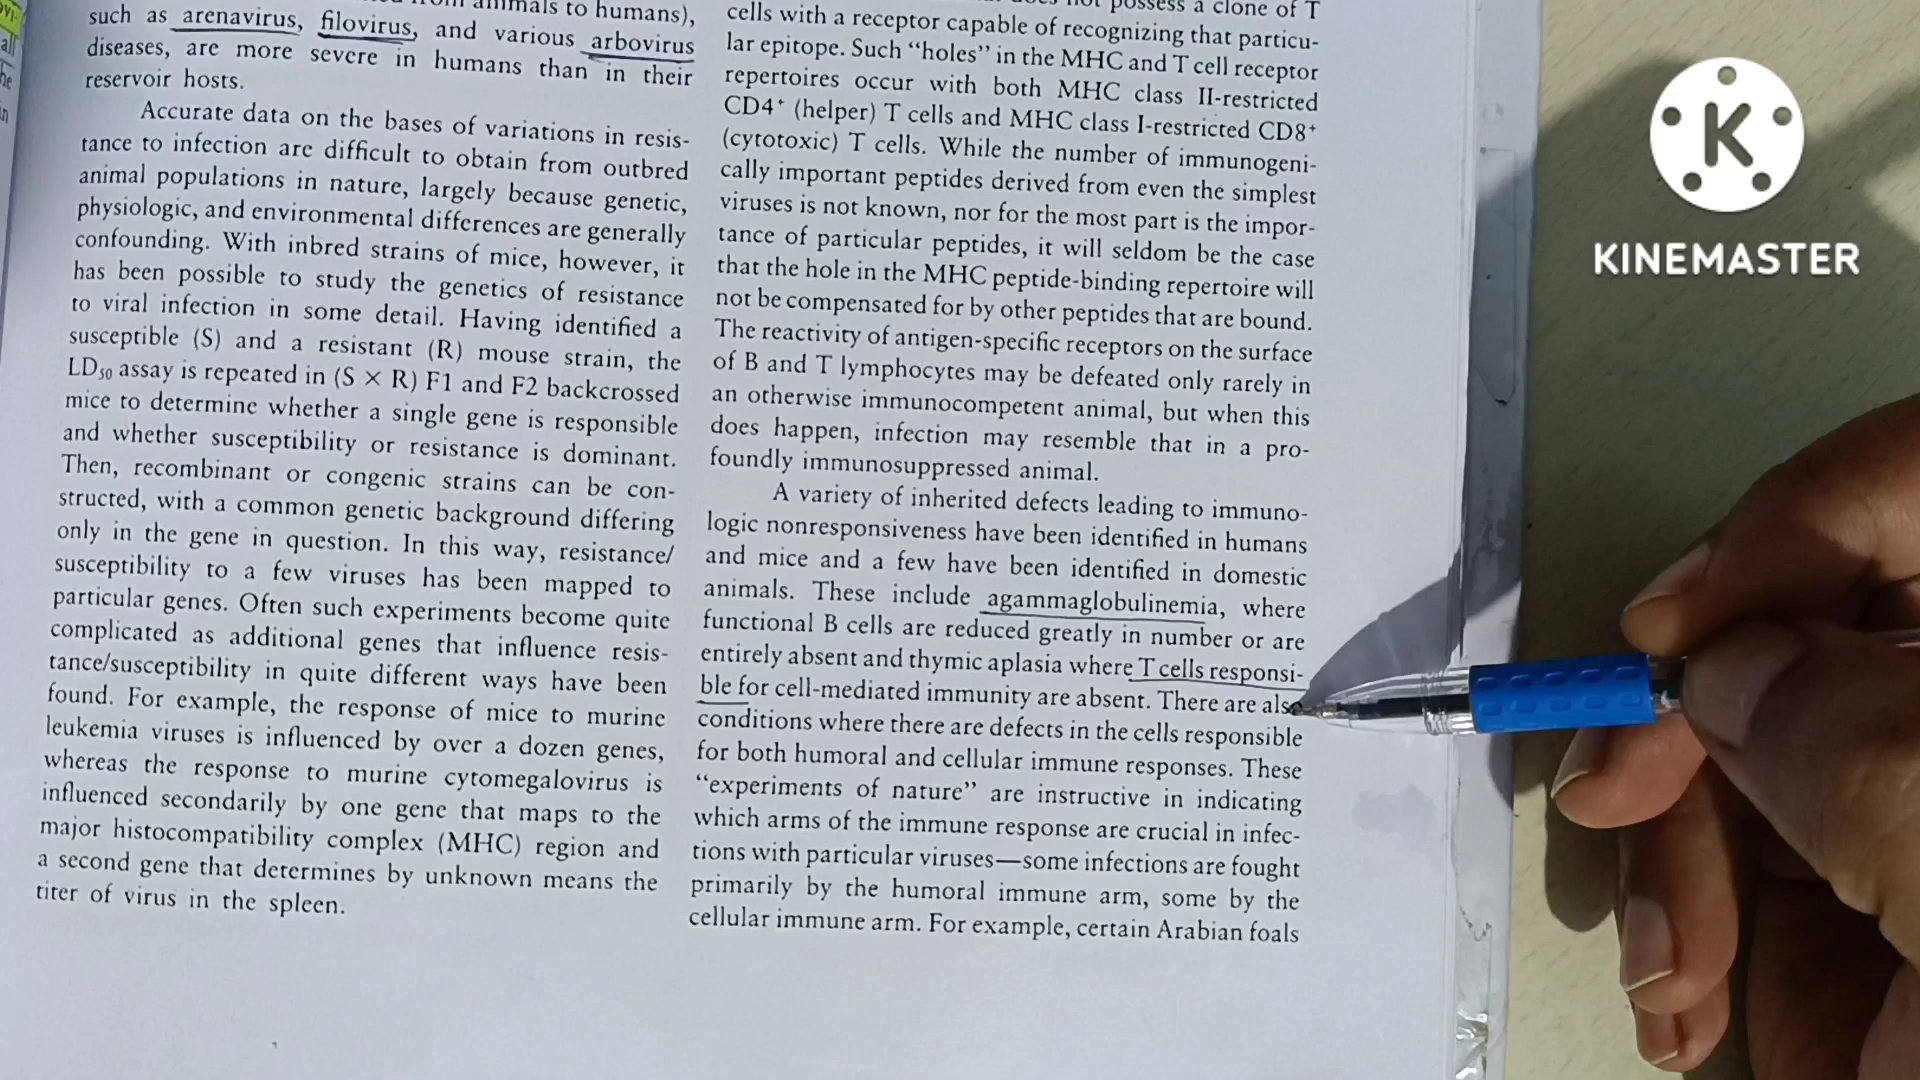 animals to humans),
such as arenavirus, filovirus, and various arbovirus
diseases, are more severe in humans than in their
reservoir hosts.
Accurate data on the bases of variations in resis-
tance to infection are difficult to obtain from outbred
animal populations in nature, largely because genetic,
physiologic, and environmental differences are generally
confounding. With inbred strains of mice, however, it
has been possible to study the genetics of resistance
to viral infection in some detail. Having identified a
susceptible (S) and a resistant (R) mouse strain, the
LD50 assay is repeated in (S × R) F1 and F2 backcrossed
mice to determine whether a single gene is responsible
and whether susceptibility or resistance is dominant.
Then, recombinant or congenic strains can be con-
structed, with a common genetic background differing
only in the gene in question. In this way, resistance/
susceptibility to a few viruses has been mapped to
particular genes. Often such experiments become quite
complicated as additional genes that influence resis-
tance/susceptibility in quite different ways have been
found. For example, the response of mice to murine
leukemia viruses is influenced by over a dozen genes,
whereas the response to murine cytomegalovirus is
influenced secondarily by one gene that maps to the
major histocompatibility complex (MHC) region and
a second gene that determines by unknown means the
titer of virus in the spleen.
not possess a clone of T
cells with a receptor capable of recognizing that particu-
lar epitope. Such “holes” in the MHC and T cell receptor
repertoires occur with both MHC class II-restricted
CD4+ (helper) T cells and MHC class I-restricted CD8+
(cytotoxic) T cells. While the number of immunogeni-
cally important peptides derived from even the simplest
viruses is not known, nor for the most part is the impor-
tance of particular peptides, it will seldom be the case
that the hole in the MHC peptide-binding repertoire will
not be compensated for by other peptides that are bound.
The reactivity of antigen-specific receptors on the surface
of B and T lymphocytes may be defeated only rarely in
an otherwise immunocompetent animal, but when this
does happen, infection may resemble that in a pro-
foundly immunosuppressed animal.
A variety of inherited defects leading to immuno-
logic nonresponsiveness have been identified in humans
and mice and a few have been identified in domestic
animals. These include agammaglobulinemia, where
functional B cells are reduced greatly in number or are
entirely absent and thymic aplasia where T cells responsi-
ble for cell-mediated immunity are absent. There are also
conditions where there are defects in the cells responsible
for both humoral and cellular immune responses. These
“experiments of nature” are instructive in indicating
which arms of the immune response are crucial in infec-
tions with particular viruses—some infections are fought
primarily by the humoral immune arm, some by the
cellular immune arm. For example, certain Arabian foals
K
KINEMASTER